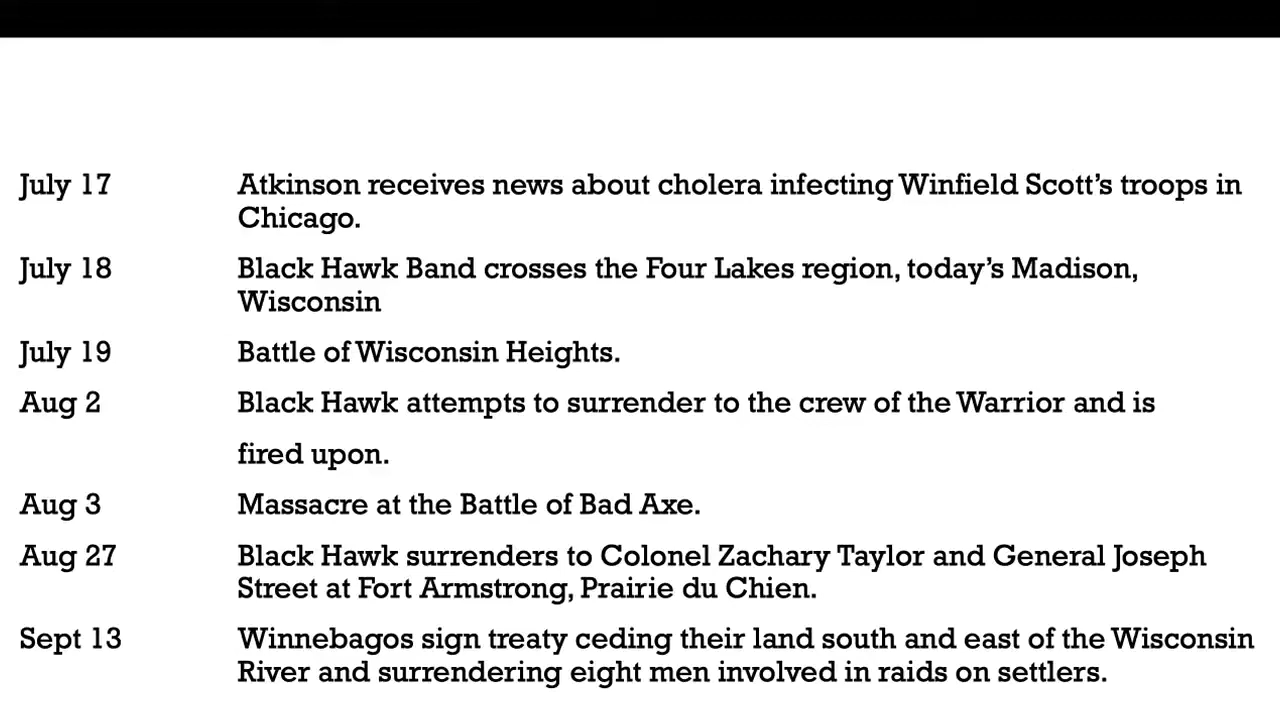 July 17 Atkinson receives news about cholera infecting Winfield Scott's troops in
Chicago.
July 18 Black Hawk Band crosses the Four Lakes region, today's Madison,
Wisconsin
July 19 Battle of Wisconsin Heights.
Aug 2 Black Hawk attempts to surrender to the crew of the Warrior and is
fired upon.
Aug 3 Massacre at the Battle of Bad Axe.
Aug 27 Black Hawk surrenders to Colonel Zachary Taylor and General Joseph
Street at Fort Armstrong, Prairie du Chien.
Sept 13 Winnebagos sign treaty ceding their land south and east of the Wisconsin
River and surrendering eight men involved in raids on settlers.